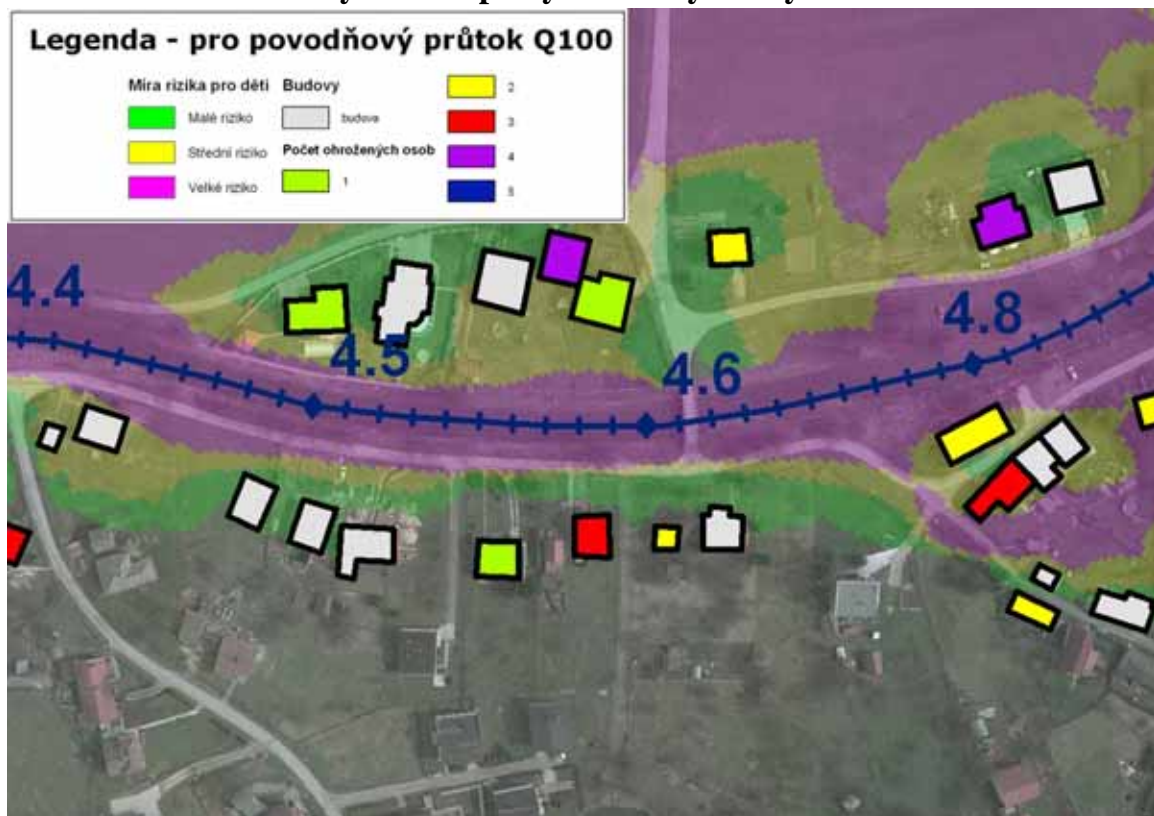 Legenda - pro povodňový průtok Q100
Míra rizika pro děti
Malé riziko
Střední riziko
Velké riziko
Budovy
budova
Počet ohrožených osob
1
2
3
4
5
4.4
4.5
4.6
4.8